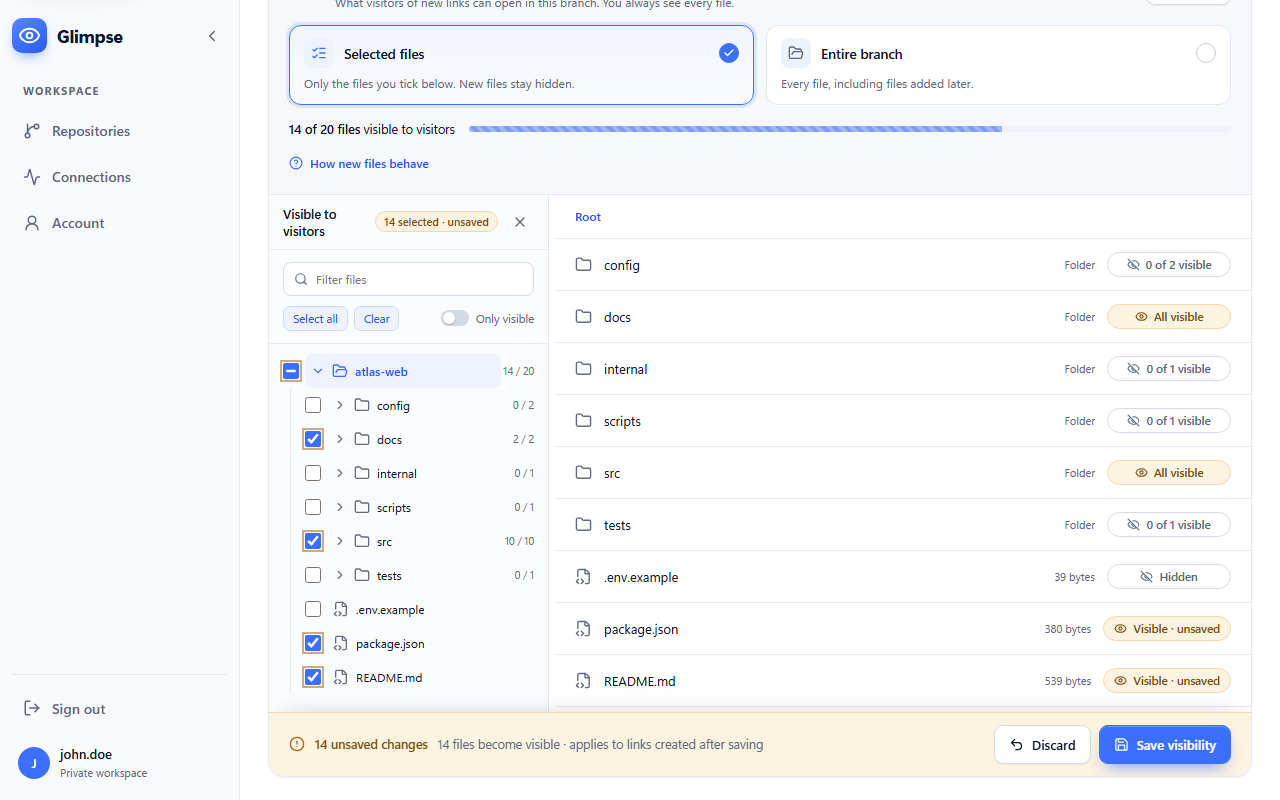 What visitors of new links can open in this branch. You always see every file.
Glimpse
WORKSPACE
Repositories
Connections
Account
Sign out
J
john.doe
Private workspace
Selected files
Only the files you tick below. New files stay hidden.
Entire branch
Every file, including files added later.
14 of 20 files visible to visitors
How new files behave
Visible to
visitors
14 selected · unsaved
Filter files
Select all
Clear
Only visible
atlas-web 14 / 20
config 0 / 2
docs 2 / 2
internal 0 / 1
scripts 0 / 1
src 10 / 10
tests 0 / 1
.env.example
package.json
README.md
Root
config Folder 0 of 2 visible
docs Folder All visible
internal Folder 0 of 1 visible
scripts Folder 0 of 1 visible
src Folder All visible
tests Folder 0 of 1 visible
.env.example 39 bytes Hidden
package.json 380 bytes Visible · unsaved
README.md 539 bytes Visible · unsaved
14 unsaved changes 14 files become visible · applies to links created after saving
Discard
Save visibility